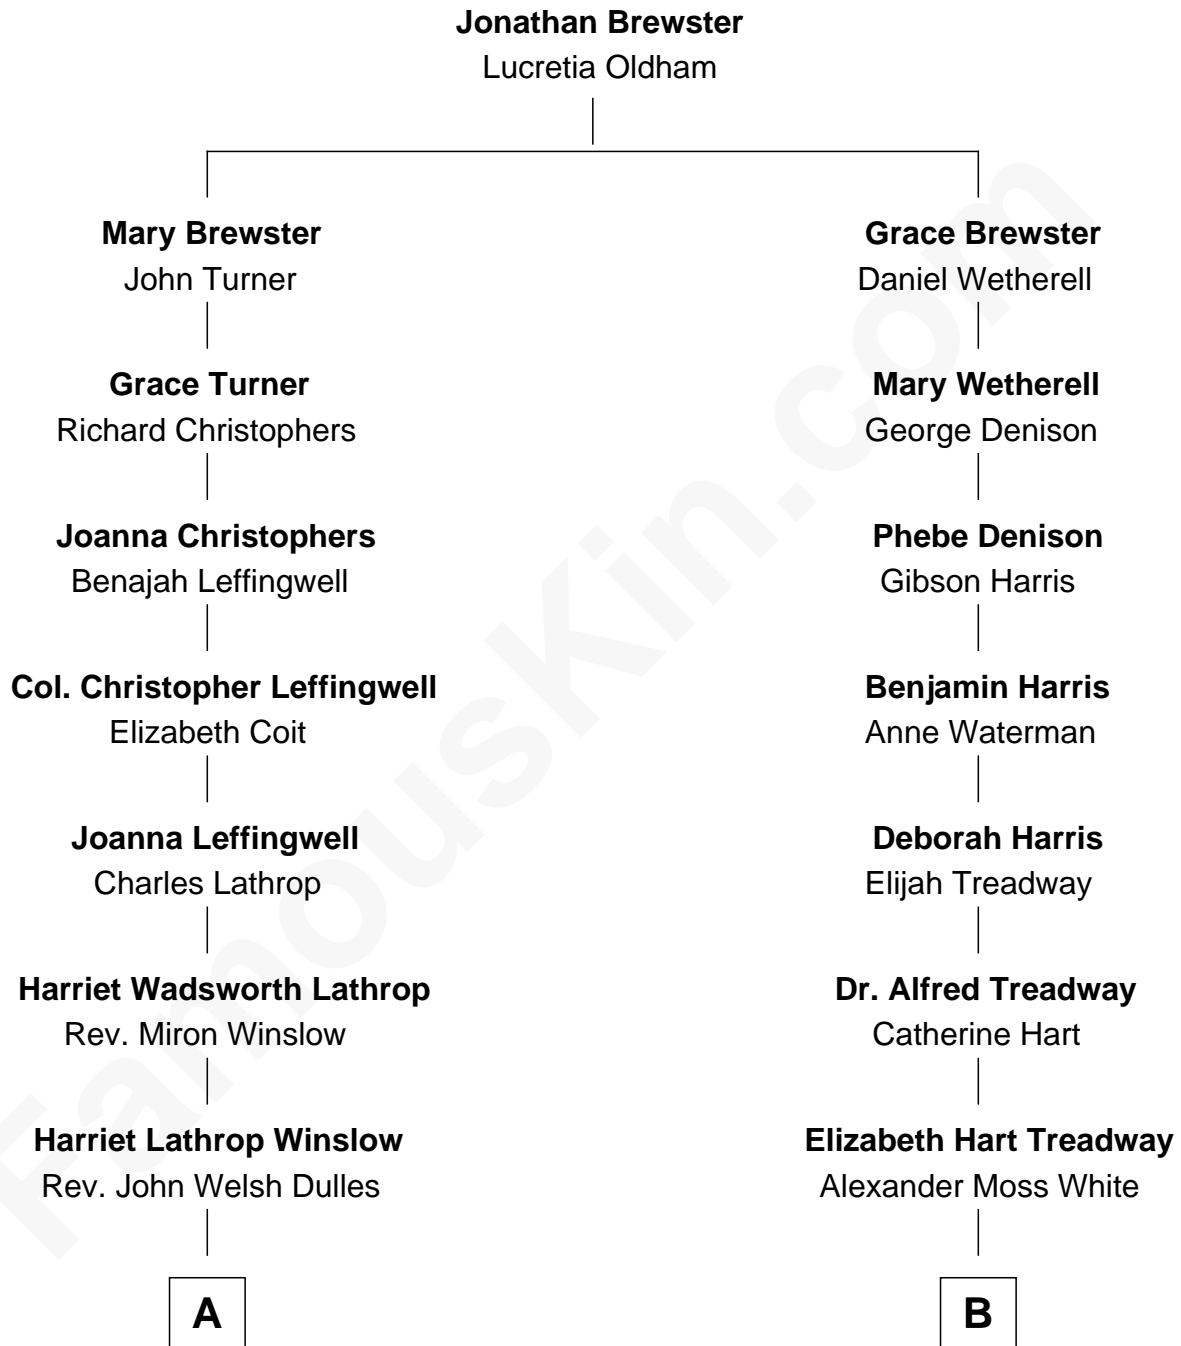 Jonathan Brewster
Lucretia Oldham
Mary Brewster
John Turner
Grace Turner
Richard Christophers
Joanna Christophers
Benajah Leffingwell
Col. Christopher Leffingwell
Elizabeth Coit
Joanna Leffingwell
Charles Lathrop
Harriet Wadsworth Lathrop
Rev. Miron Winslow
Harriet Lathrop Winslow
Rev. John Welsh Dulles
A
Grace Brewster
Daniel Wetherell
Mary Wetherell
George Denison
Phebe Denison
Gibson Harris
Benjamin Harris
Anne Waterman
Deborah Harris
Elijah Treadway
Dr. Alfred Treadway
Catherine Hart
Elizabeth Hart Treadway
Alexander Moss White
B
FamousKin.com